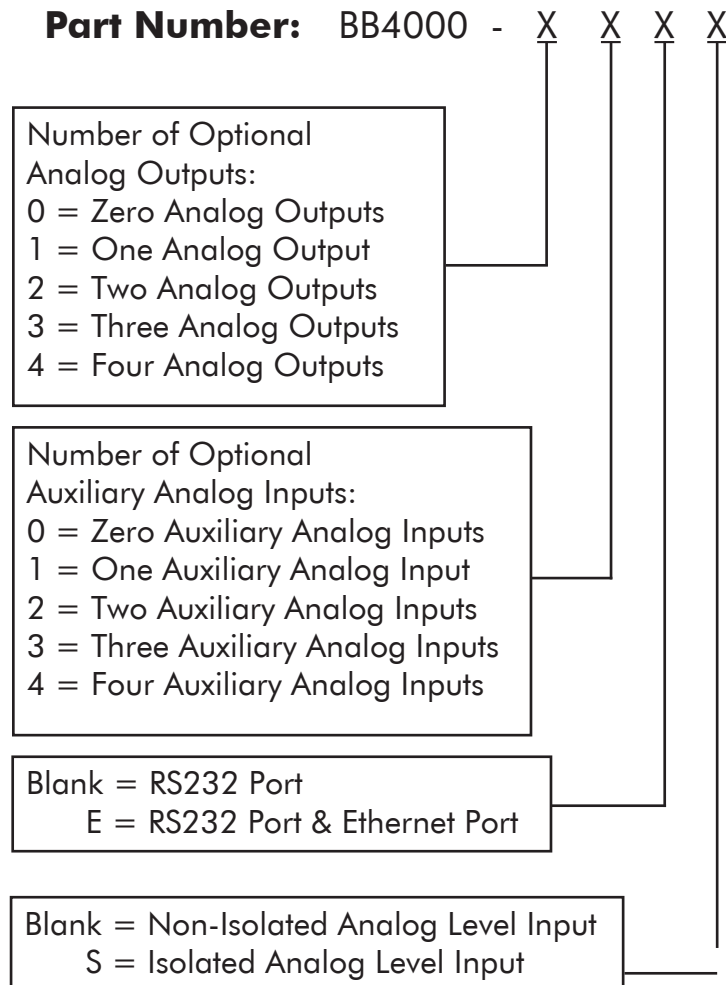 Part Number: BB4000 - X X X X
Number of Optional
Analog Outputs:
0 = Zero Analog Outputs
1 = One Analog Output
2 = Two Analog Outputs
3 = Three Analog Outputs
4 = Four Analog Outputs
Number of Optional
Auxiliary Analog Inputs:
0 = Zero Auxiliary Analog Inputs
1 = One Auxiliary Analog Input
2 = Two Auxiliary Analog Inputs
3 = Three Auxiliary Analog Inputs
4 = Four Auxiliary Analog Inputs
Blank = RS232 Port
E = RS232 Port & Ethernet Port
Blank = Non-Isolated Analog Level Input
S = Isolated Analog Level Input